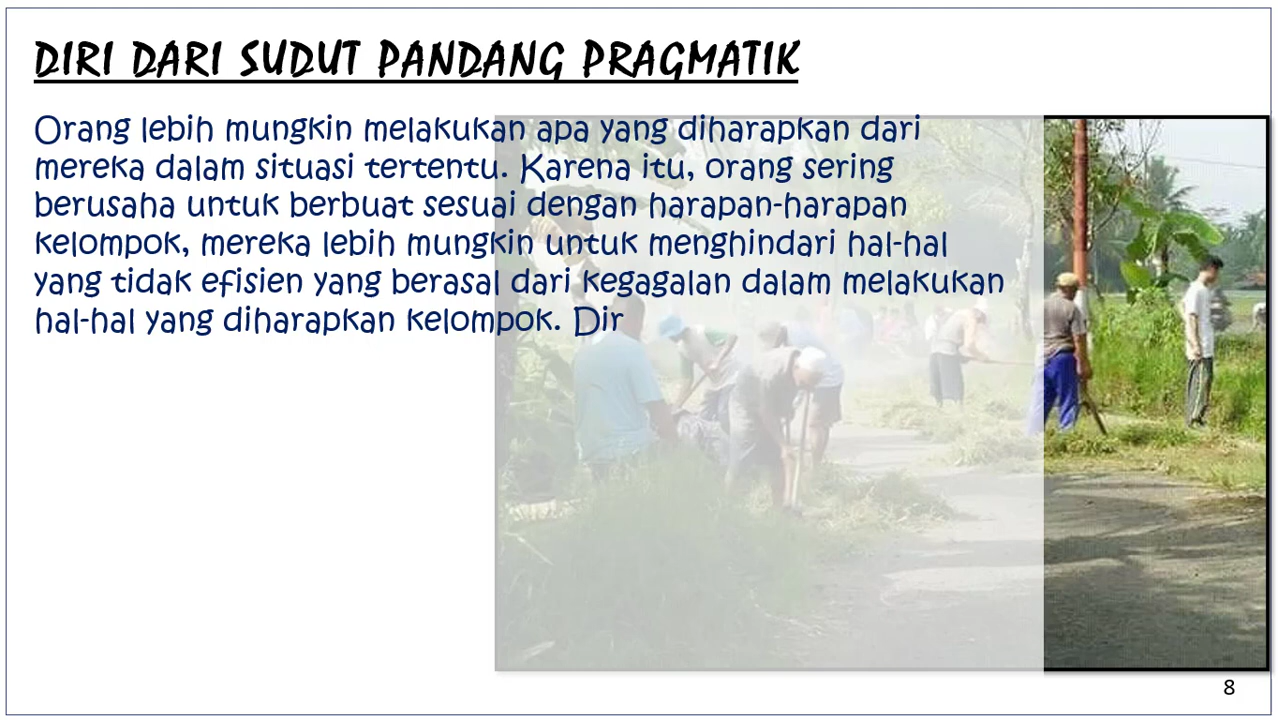 DIRI DARI SUDUT PANDANG PRAGMATIK
Orang lebih mungkin melakukan apa yang diharapkan dari
mereka dalam situasi tertentu. Karena itu, orang sering
berusaha untuk berbuat sesuai dengan harapan-harapan
kelompok, mereka lebih mungkin untuk menghindari hal-hal
yang tidak efisien yang berasal dari kegagalan dalam melakukan
hal-hal yang diharapkan kelompok. Dir
8